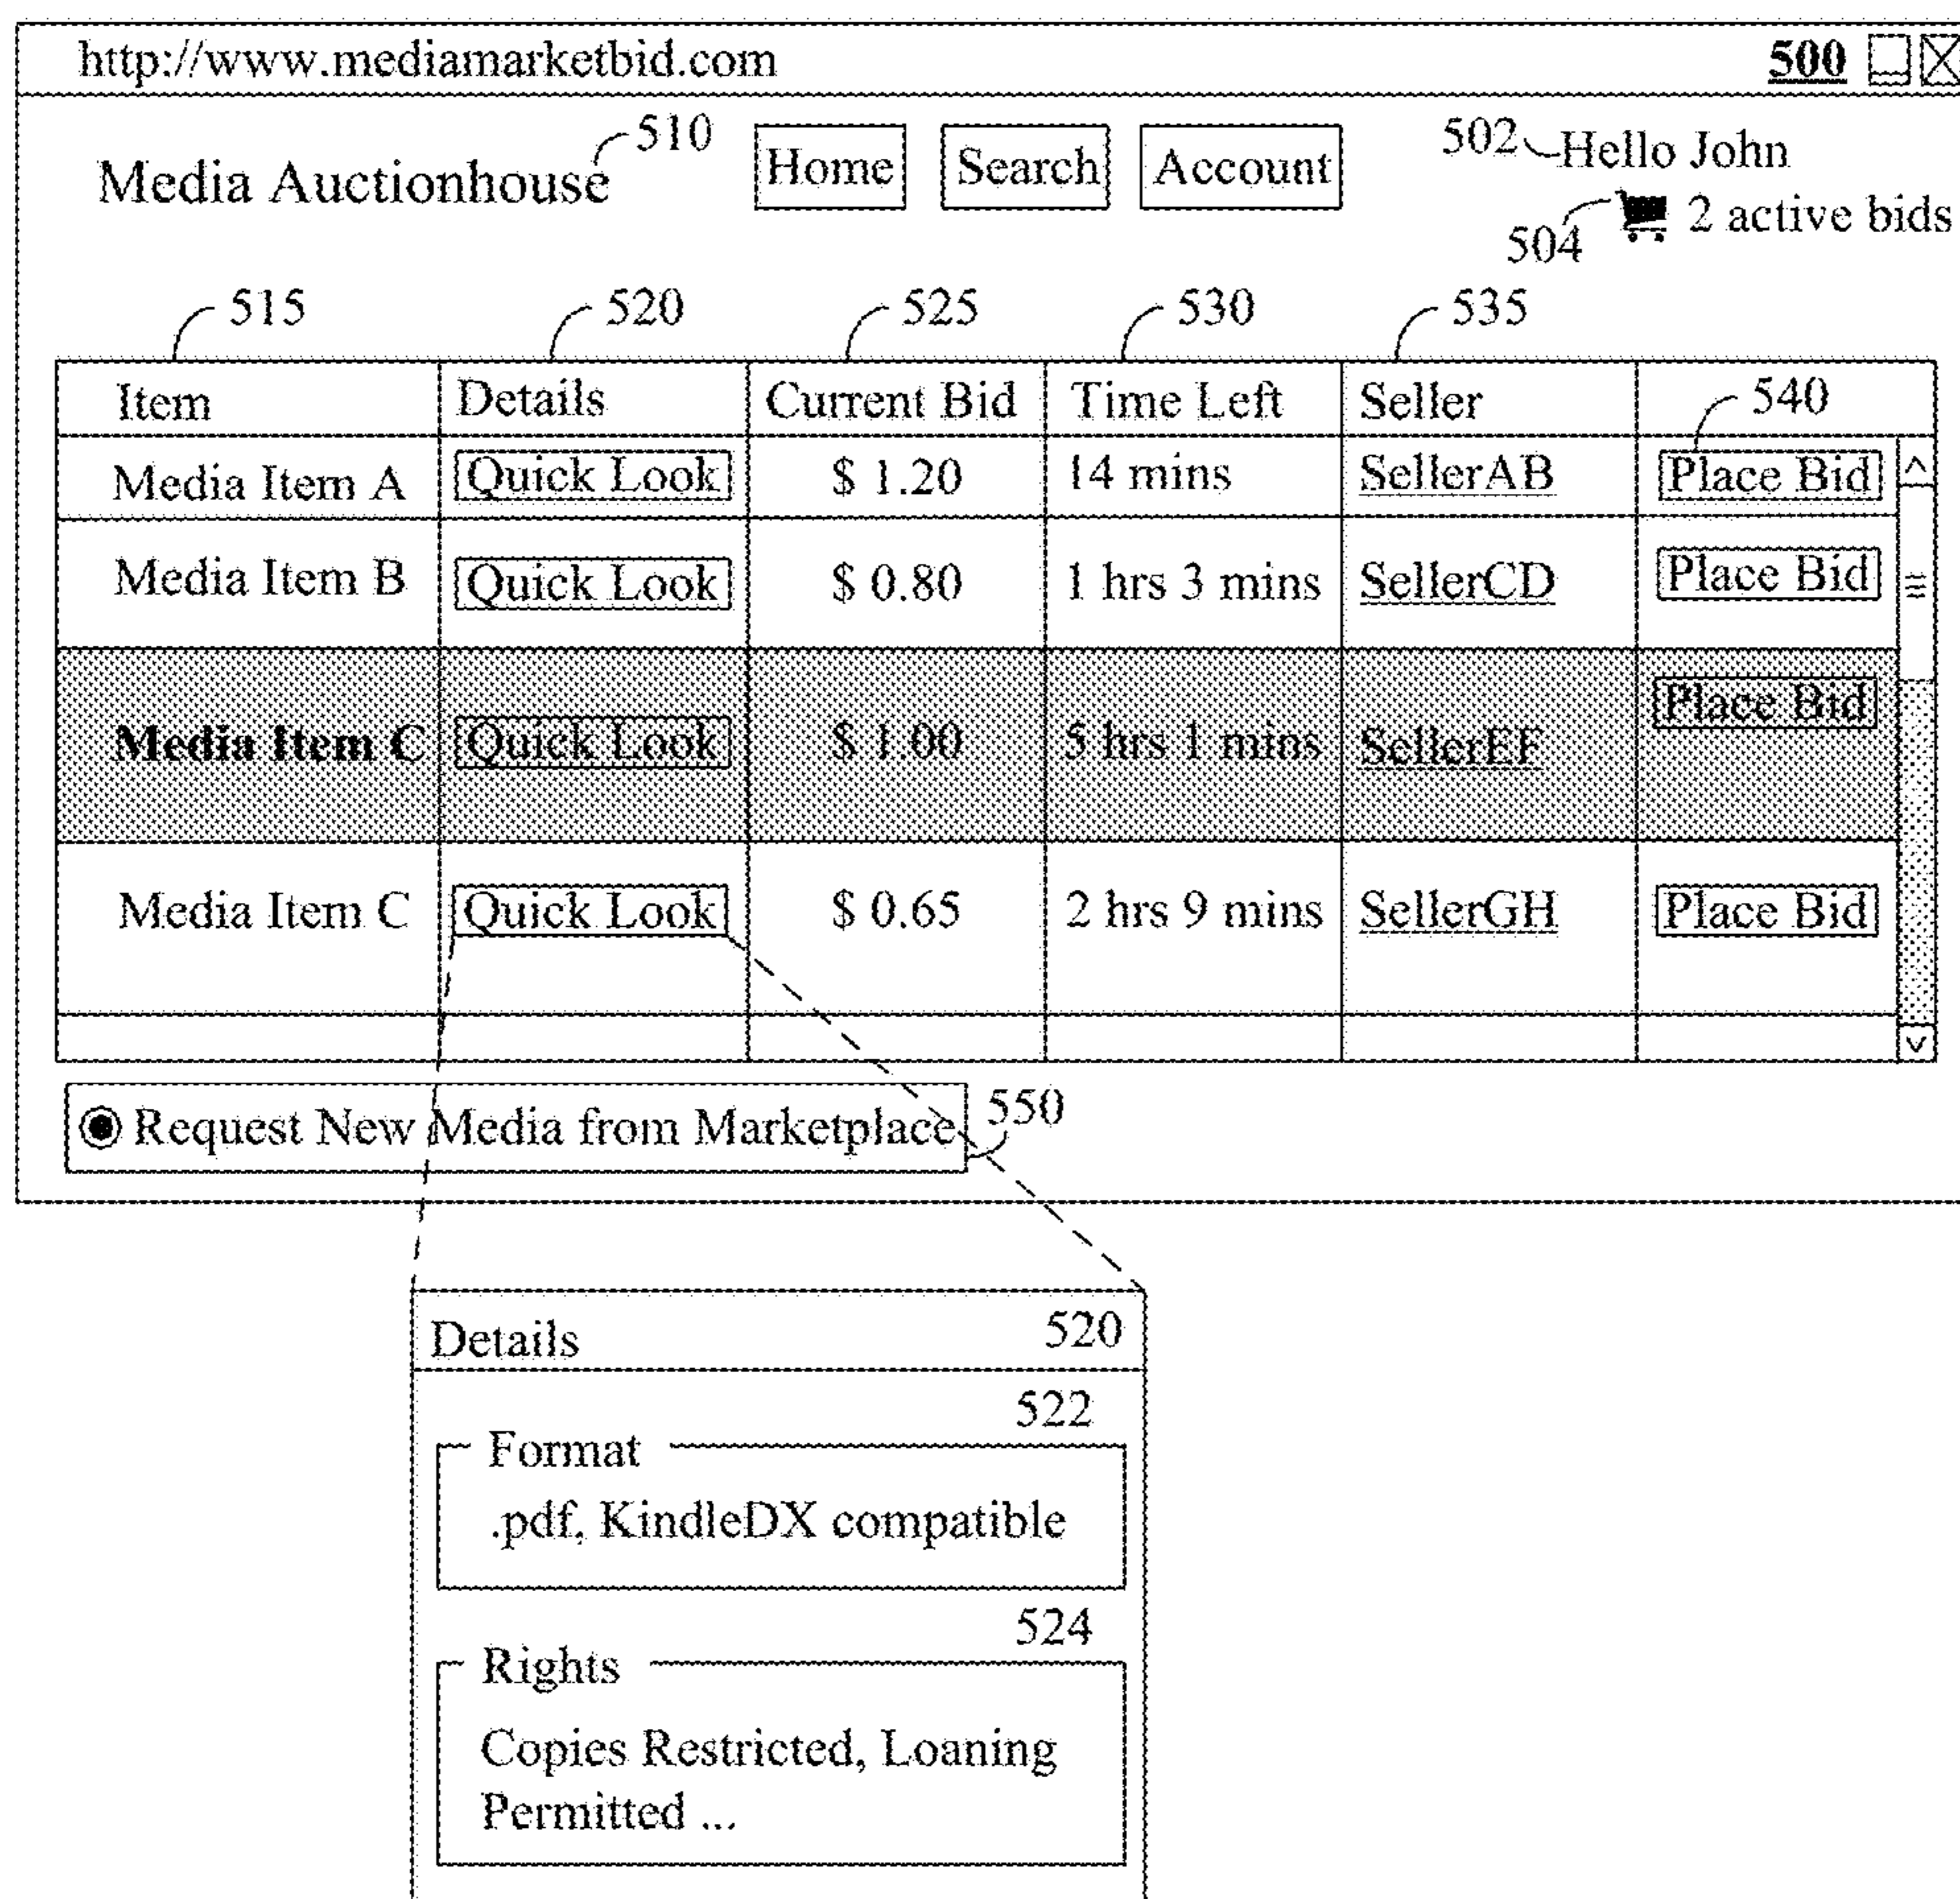 http://www.mediamarketbid.com 500
510
Media Auctionhouse Home Search Account 502 Hello John
504 2 active bids
515 520 525 530 535
Item Details Current Bid Time Left Seller 540
Media Item A Quick Look $ 1.20 14 mins SellerAB Place Bid
Media Item B Quick Look $ 0.80 1 hrs 3 mins SellerCD Place Bid
Media Item C Quick Look $ 1.00 5 hrs 1 mins SellerEF Place Bid
Media Item C Quick Look $ 0.65 2 hrs 9 mins SellerGH Place Bid
Request New Media from Marketplace 550
Details 520
522
Format
.pdf, KindleDX compatible
524
Rights
Copies Restricted, Loaning
Permitted ...